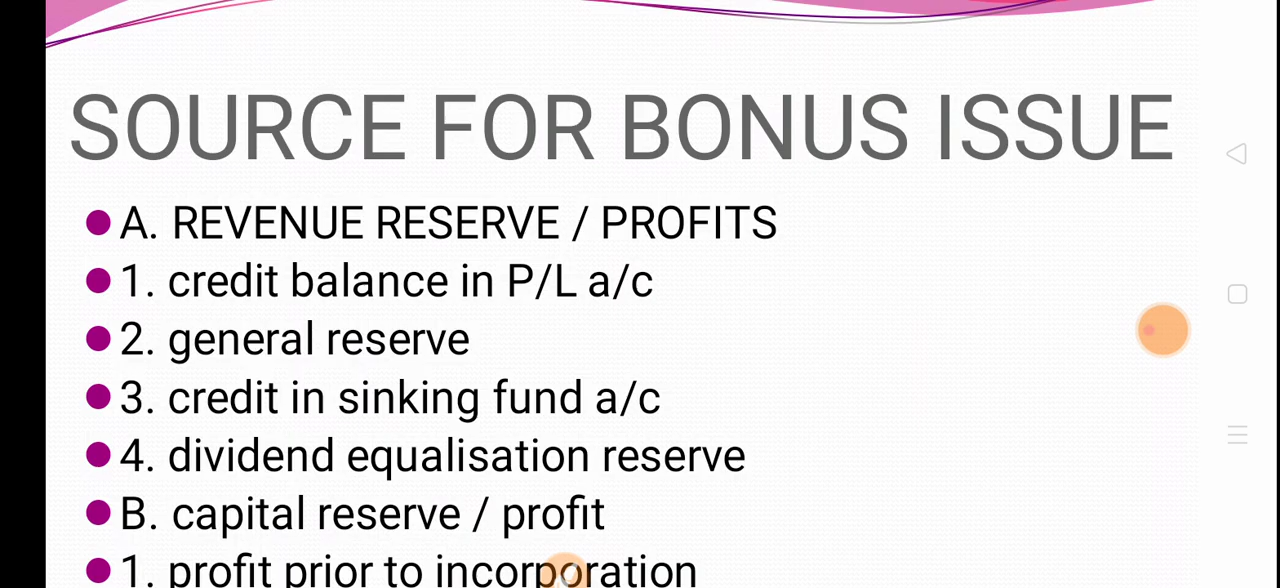 SOURCE FOR BONUS ISSUE
A. REVENUE RESERVE / PROFITS
1. credit balance in P/L a/c
2. general reserve
3. credit in sinking fund a/c
4. dividend equalisation reserve
B. capital reserve / profit
1. profit prior to incorporation